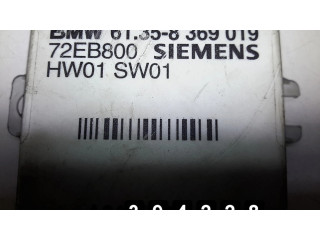 BMW 61.35-8 369 019
72EB800 SIEMENS
HW01 SW01